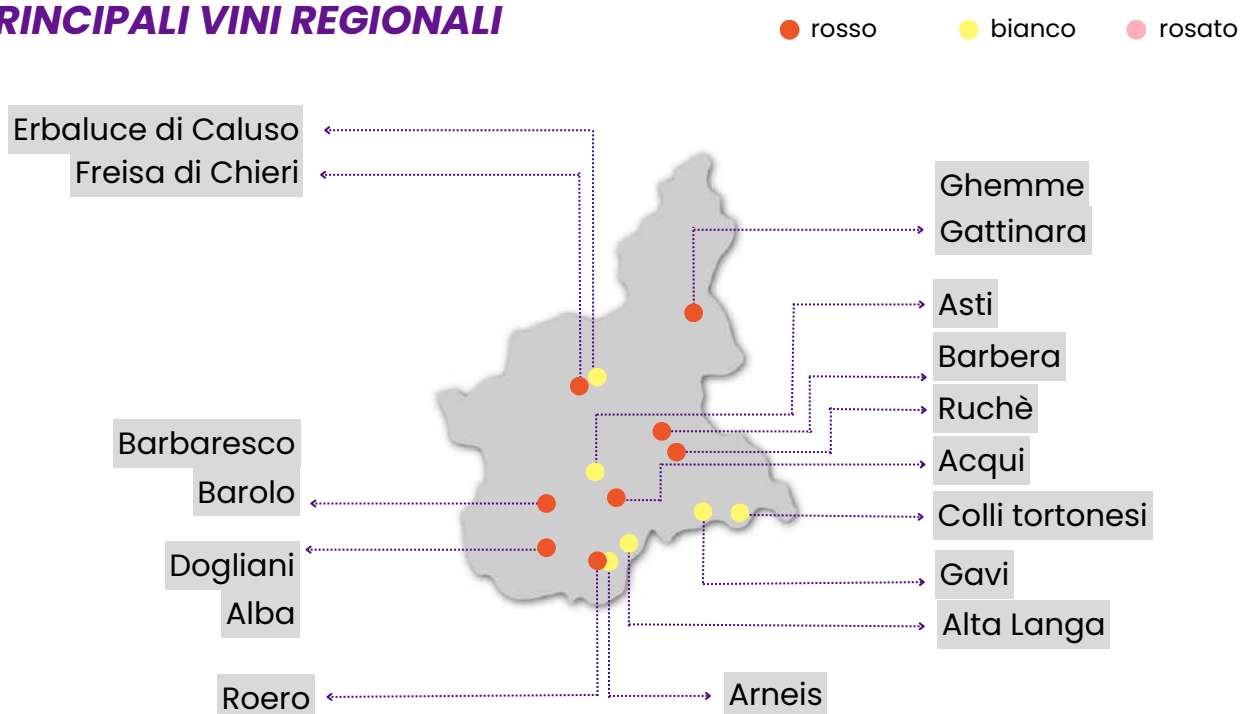 RINCIPALI VINI REGIONALI
rosso
bianco
rosato
Erbaluce di Caluso
Freisa di Chieri
Ghemme
Gattinara
Asti
Barbera
Ruchè
Acqui
Colli tortonesi
Gavi
Alta Langa
Barbaresco
Barolo
Dogliani
Alba
Roero
Arneis